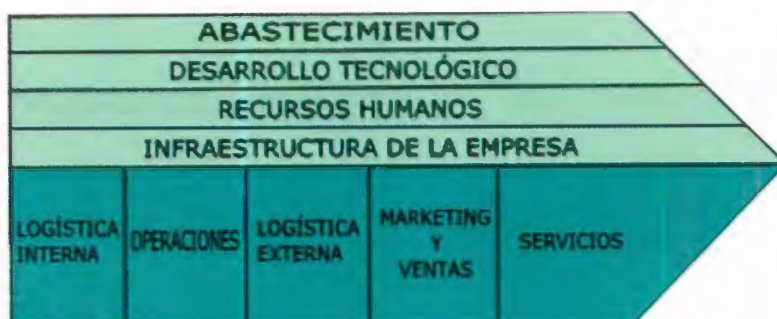 ABASTECIMIENTO
DESARROLLO TECNOLÓGICO
RECURSOS HUMANOS
INFRAESTRUCTURA DE LA EMPRESA
LOGÍSTICA
INTERNA
OPERACIONES
LOGÍSTICA
EXTERNA
MARKETING
Y
VENTAS
SERVICIOS